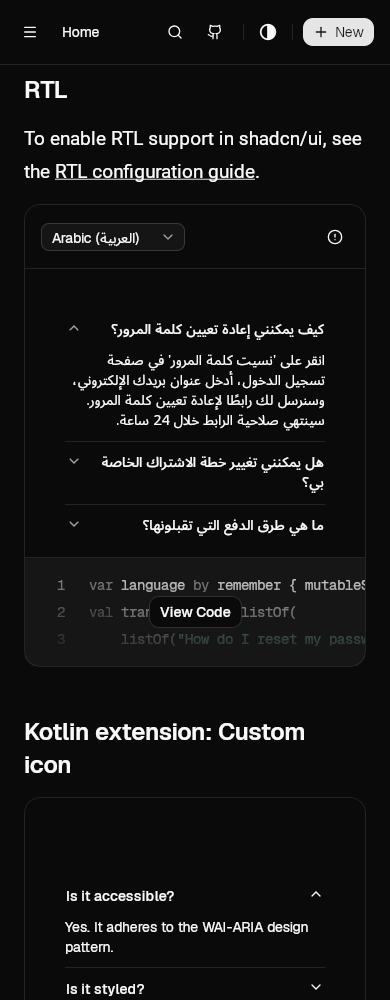 Home
New
RTL
To enable RTL support in shadcn/ui, see
the RTL configuration guide.
Arabic (العربية)
كيف يمكنني إعادة تعيين كلمة المرور؟
انقر على 'نسيت كلمة المرور' في صفحة
تسجيل الدخول، أدخل عنوان بريدك الإلكتروني،
وسنرسل لك رابطًا لإعادة تعيين كلمة المرور.
سينتهي صلاحية الرابط خلال 24 ساعة.
هل يمكنني تغيير خطة الاشتراك الخاصة
بي؟
ما هي طرق الدفع التي تقبلونها؟
1 var language by remember { mutableS
2 val tran
View Code
listOf(
3 listOf("How do I reset my passw
Kotlin extension: Custom
icon
Is it accessible?
Yes. It adheres to the WAI-ARIA design
pattern.
Is it styled?